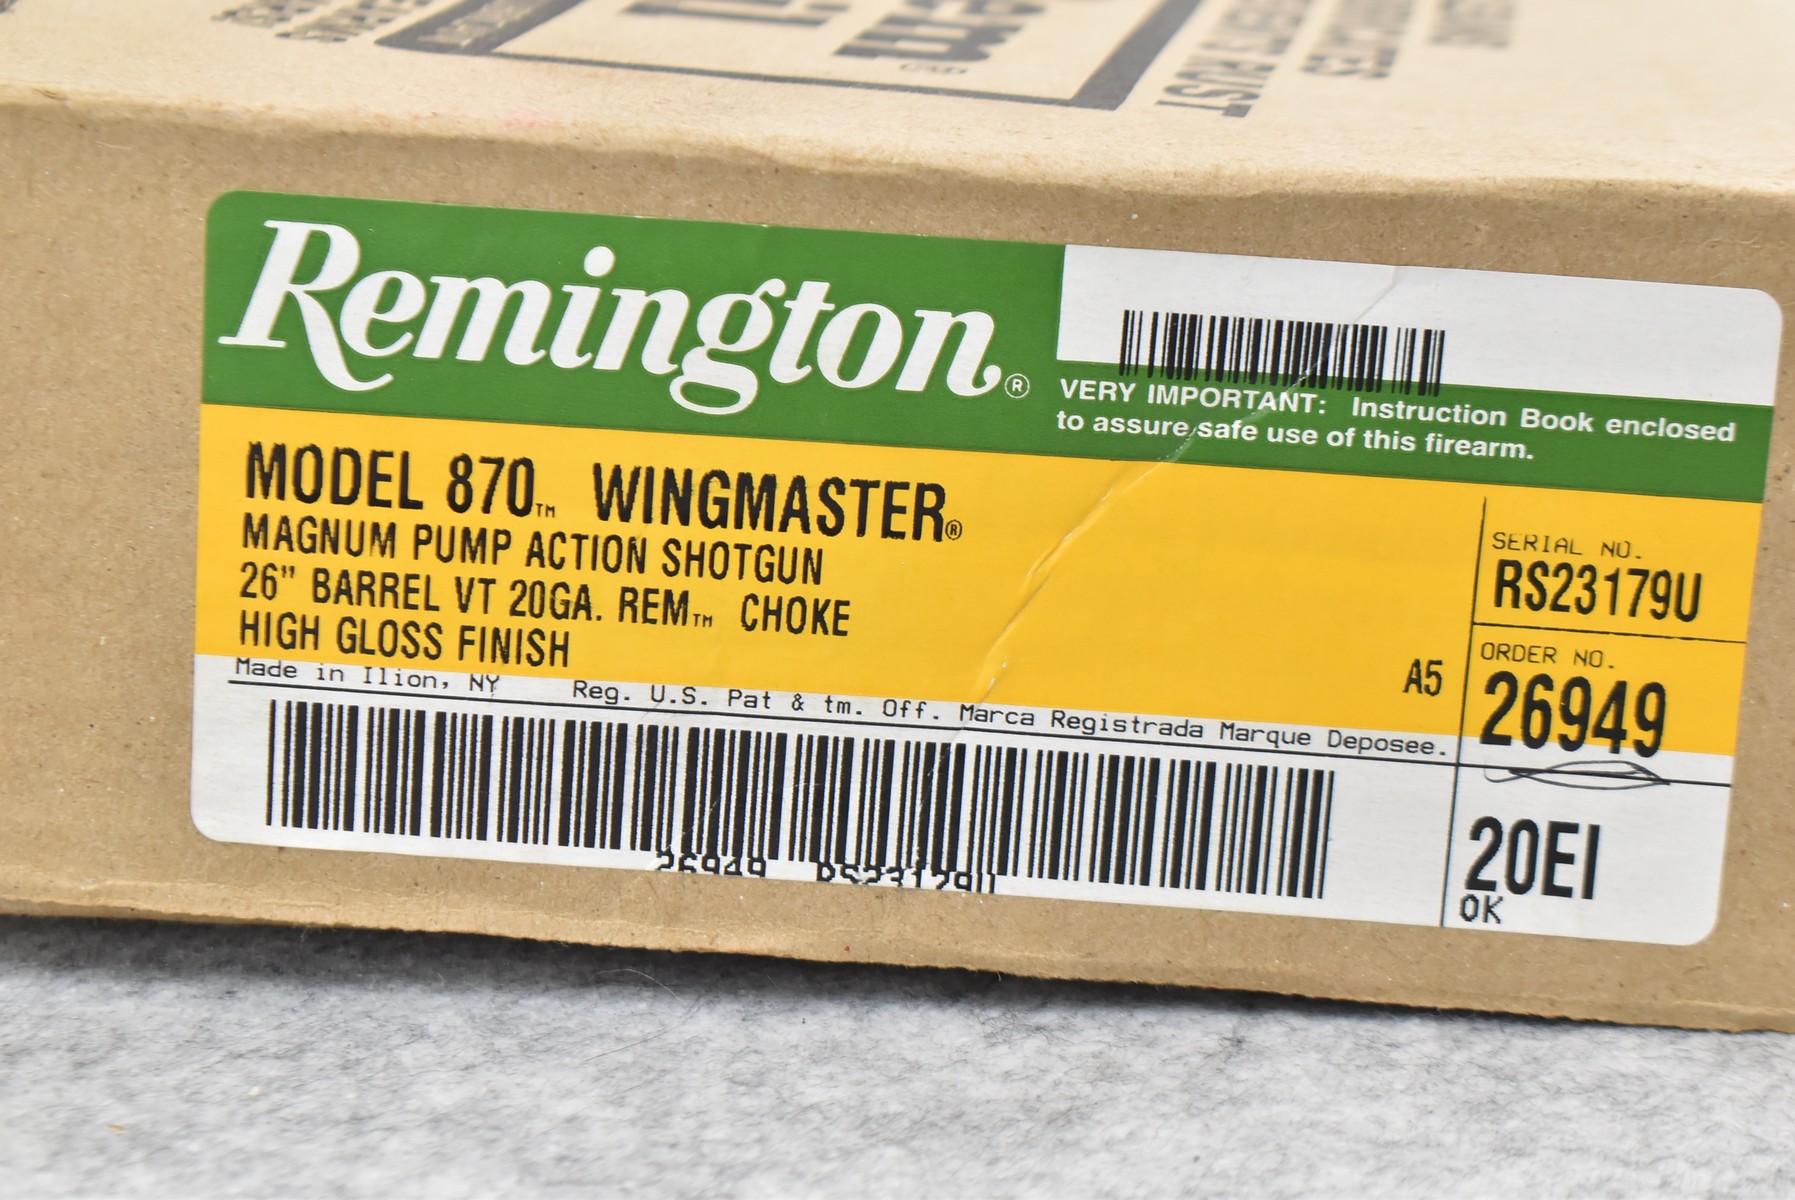 Remington®
VERY IMPORTANT: Instruction Book enclosed
to assure safe use of this firearm.
MODEL 870™ WINGMASTER®
MAGNUM PUMP ACTION SHOTGUN
26" BARREL VT 20GA. REM™ CHOKE
HIGH GLOSS FINISH
A5
SERIAL NO.
RS23179U
ORDER NO.
26949
Made in Ilion, NY Reg. U.S. Pat & tm. Off. Marca Registrada Marque Deposee.
26949 RS23179U
20EI
OK